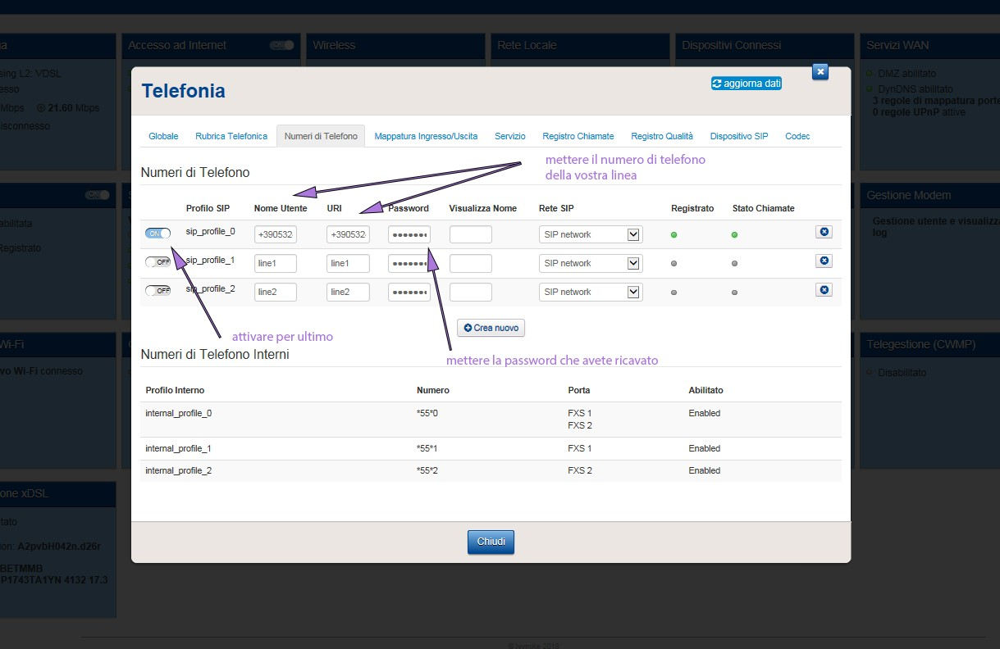 Accesso ad Internet
ON
Wireless
Rete Locale
Dispositivi Connessi
Servizi WAN
DMZ abilitato
DynDNS abilitato
3 regole di mappatura porte
0 regole UPnP attive
sing L2: VDSL
esso
Mbps 21.60 Mbps
isconnesso
Telefonia
aggiorna dati
Globale Rubrica Telefonica Numeri di Telefono Mappatura Ingresso/Uscita Servizio Registro Chiamate Registro Qualità Dispositivo SIP Codec
mettere il numero di telefono
della vostra linea
Numeri di Telefono
Profilo SIP Nome Utente URI Password Visualizza Nome Rete SIP Registrato Stato Chiamate
ON sip_profile_0 +390532 +390532 SIP network
OFF sip_profile_1 line1 line1 SIP network
OFF sip_profile_2 line2 line2 SIP network
Crea nuovo
attivare per ultimo
mettere la password che avete ricavato
Numeri di Telefono Interni
Profilo Interno Numero Porta Abilitato
internal_profile_0 *55*0 FXS 1 Enabled
FXS 2
internal_profile_1 *55*1 FXS 1 Enabled
internal_profile_2 *55*2 FXS 2 Enabled
Chiudi
abilitata
Registrato
Gestione Modem
Gestione utente e visualizza
log
Wi-Fi
vo Wi-Fi connesso
Telegestione (CWMP)
Disabilitato
one xDSL
tato
on: A2pvbH042n.d26r
BETMMB
P1743TA1YN 4132 17.3